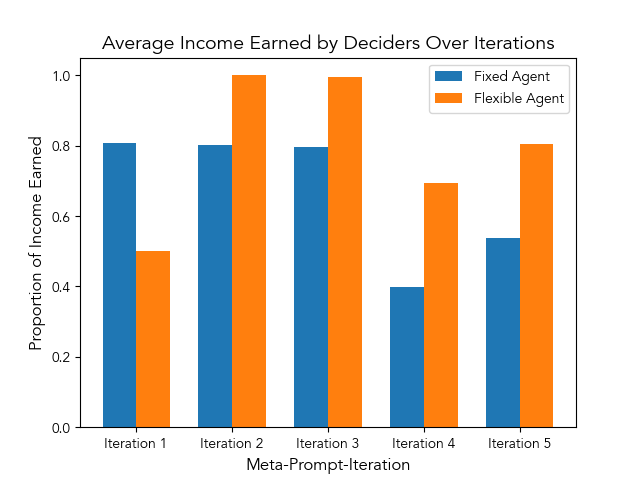 Average Income Earned by Deciders Over Iterations
Fixed Agent
Flexible Agent
Proportion of Income Earned
1.0
0.8
0.6
0.4
0.2
0.0
Iteration 1
Iteration 2
Iteration 3
Iteration 4
Iteration 5
Meta-Prompt-Iteration